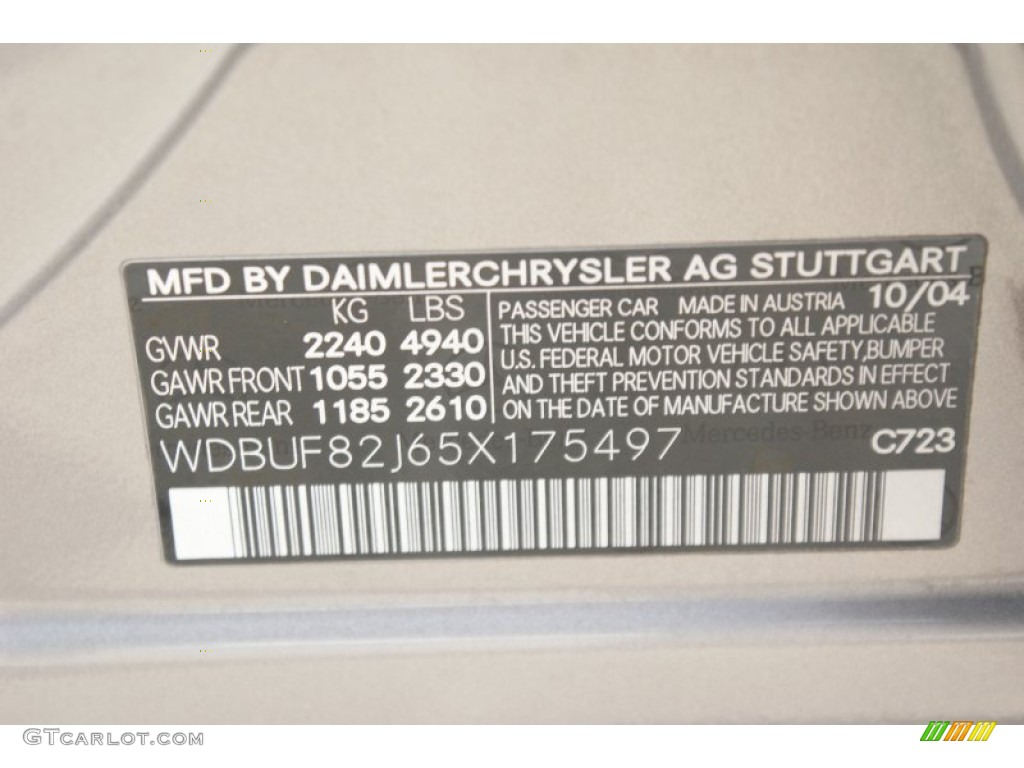 MFD BY DAIMLERCHRYSLER AG STUTTGART
KG LBS
GVWR 2240 4940
GAWR FRONT 1055 2330
GAWR REAR 1185 2610
PASSENGER CAR MADE IN AUSTRIA 10/04
THIS VEHICLE CONFORMS TO ALL APPLICABLE
U.S. FEDERAL MOTOR VEHICLE SAFETY,BUMPER
AND THEFT PREVENTION STANDARDS IN EFFECT
ON THE DATE OF MANUFACTURE SHOWN ABOVE
WDBUF82J65X175497 Mercedes-Benz C723
GTCARLOT.COM